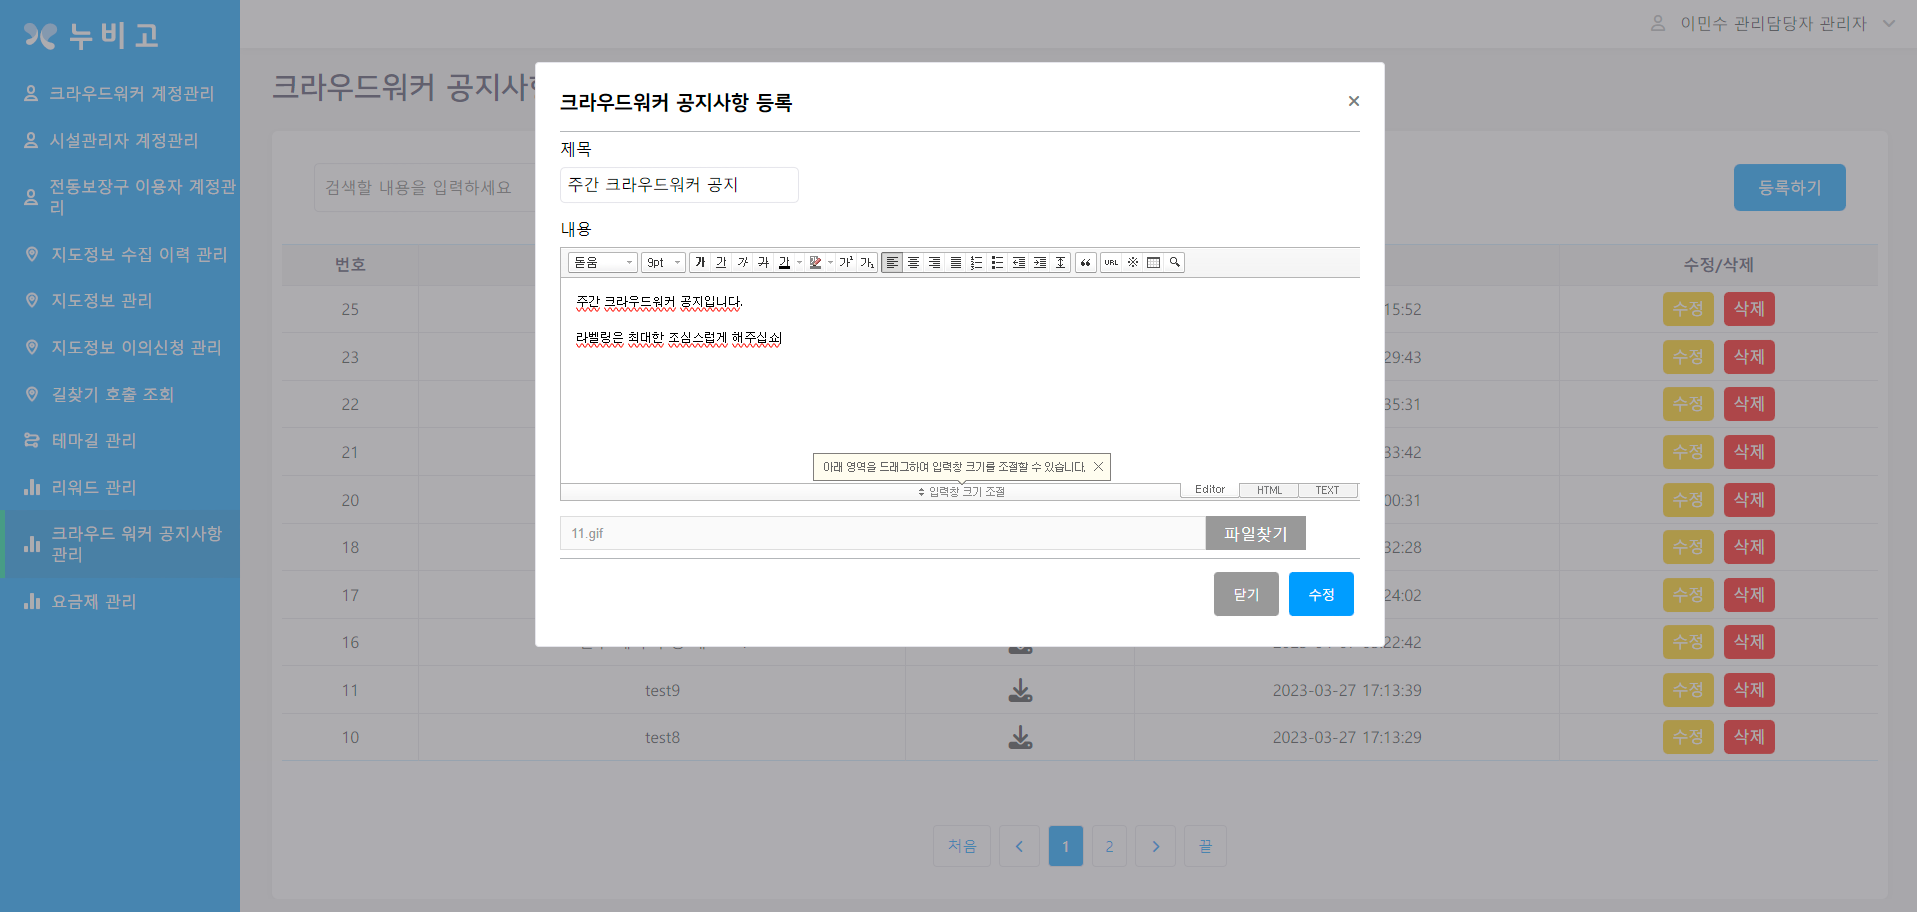 누비고
이민수 관리담당자 관리자
크라우드워커 계정관리
시설관리자 계정관리
전동보장구 이용자 계정관
리
지도정보 수집 이력 관리
지도정보 관리
지도정보 이의신청 관리
길찾기 호출 조회
테마길 관리
리워드 관리
크라우드 워커 공지사항
관리
요금제 관리
크라우드워커 공지사항
검색할 내용을 입력하세요
등록하기
번호 수정/삭제
25 15:52 수정 삭제
23 29:43 수정 삭제
22 35:31 수정 삭제
21 33:42 수정 삭제
20 00:31 수정 삭제
18 32:28 수정 삭제
17 24:02 수정 삭제
16 22:42 수정 삭제
11 test9 2023-03-27 17:13:39 수정 삭제
10 test8 2023-03-27 17:13:29 수정 삭제
처음 1 2 끝
크라우드워커 공지사항 등록 ×
제목
주간 크라우드워커 공지
내용
돋움 9pt 가 가 가 가 가 가¹ 가₁ “ URL ※
주간 크라우드워커 공지입니다.
라벨링은 최대한 조심스럽게 해주십쇼
아래 영역을 드래그하여 입력창 크기를 조절할 수 있습니다.
입력창 크기 조절 Editor HTML TEXT
11.gif 파일찾기
닫기 수정